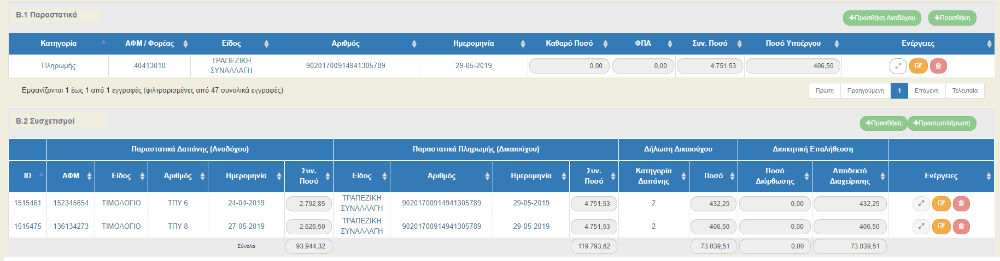 B.1 Παραστατικά
Προσθήκη Αναδόχου Προσθήκη
Κατηγορία ΑΦΜ / Φορέας Είδος Αριθμός Ημερομηνία Καθαρό Ποσό ΦΠΑ Συν. Ποσό Ποσό Υποέργου Ενέργειες
Πληρωμής 40413010 ΤΡΑΠΕΖΙΚΗ ΣΥΝΑΛΛΑΓΗ 90201700914941305789 29-05-2019 0,00 0,00 4.751,53 406,50
Εμφανίζονται 1 έως 1 από 1 εγγραφές (φιλτραρισμένες από 47 συνολικά εγγραφές)
Πρώτη Προηγούμενη 1 Επόμενη Τελευταία
B.2 Συσχετισμοί
Προσθήκη Προσυμπλήρωση
Παραστατικά Δαπάνης (Αναδόχου) Παραστατικά Πληρωμής (Δικαιούχου) Δήλωση Δικαιούχου Διοικητική Επαλήθευση
ID ΑΦΜ Είδος Αριθμός Ημερομηνία Συν. Ποσό Είδος Αριθμός Ημερομηνία Συν. Ποσό Κατηγορία Δαπάνης Ποσό Ποσό Διόρθωσης Αποδεκτό Διαχείρισης Ενέργειες
1515461 152345654 ΤΙΜΟΛΟΓΙΟ ΤΠΥ 6 24-04-2019 2.792,85 ΤΡΑΠΕΖΙΚΗ ΣΥΝΑΛΛΑΓΗ 90201700914941305789 29-05-2019 4.751,53 2 432,25 0,00 432,25
1515475 136134273 ΤΙΜΟΛΟΓΙΟ ΤΠΥ 8 27-05-2019 2.626,50 ΤΡΑΠΕΖΙΚΗ ΣΥΝΑΛΛΑΓΗ 90201700914941305789 29-05-2019 4.751,53 2 406,50 0,00 406,50
Σύνολα 93.944,32 119.793,62 73.039,51 0,00 73.039,51